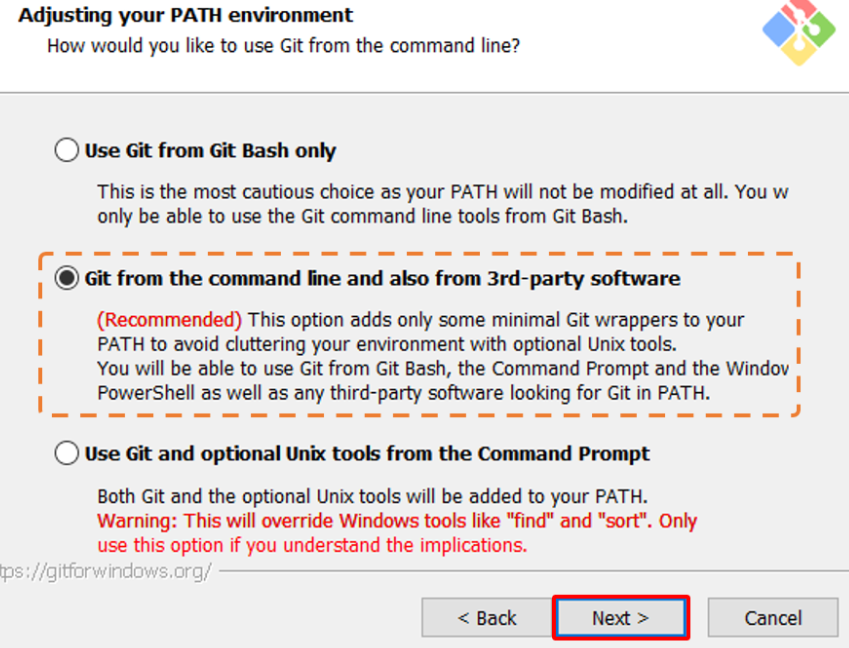 Adjusting your PATH environment
How would you like to use Git from the command line?
Use Git from Git Bash only
This is the most cautious choice as your PATH will not be modified at all. You w
only be able to use the Git command line tools from Git Bash.
Git from the command line and also from 3rd-party software
(Recommended) This option adds only some minimal Git wrappers to your
PATH to avoid cluttering your environment with optional Unix tools.
You will be able to use Git from Git Bash, the Command Prompt and the Window
PowerShell as well as any third-party software looking for Git in PATH.
Use Git and optional Unix tools from the Command Prompt
Both Git and the optional Unix tools will be added to your PATH.
Warning: This will override Windows tools like "find" and "sort". Only
use this option if you understand the implications.
tps://gitforwindows.org/
< Back
Next >
Cancel